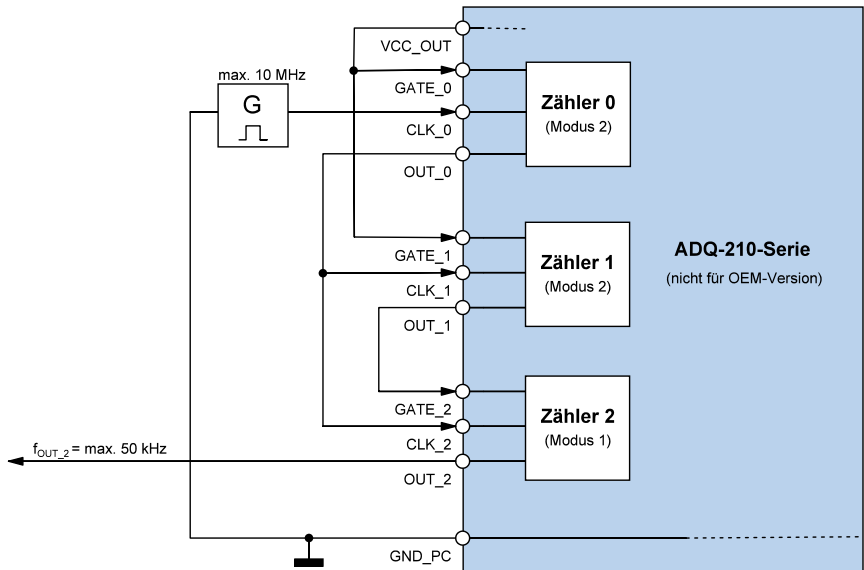 VCC_OUT
max. 10 MHz
G
GATE_0
CLK_0
OUT_0
Zähler 0
(Modus 2)
GATE_1
CLK_1
OUT_1
Zähler 1
(Modus 2)
ADQ-210-Serie
(nicht für OEM-Version)
GATE_2
CLK_2
OUT_2
Zähler 2
(Modus 1)
fOUT_2 = max. 50 kHz
GND_PC